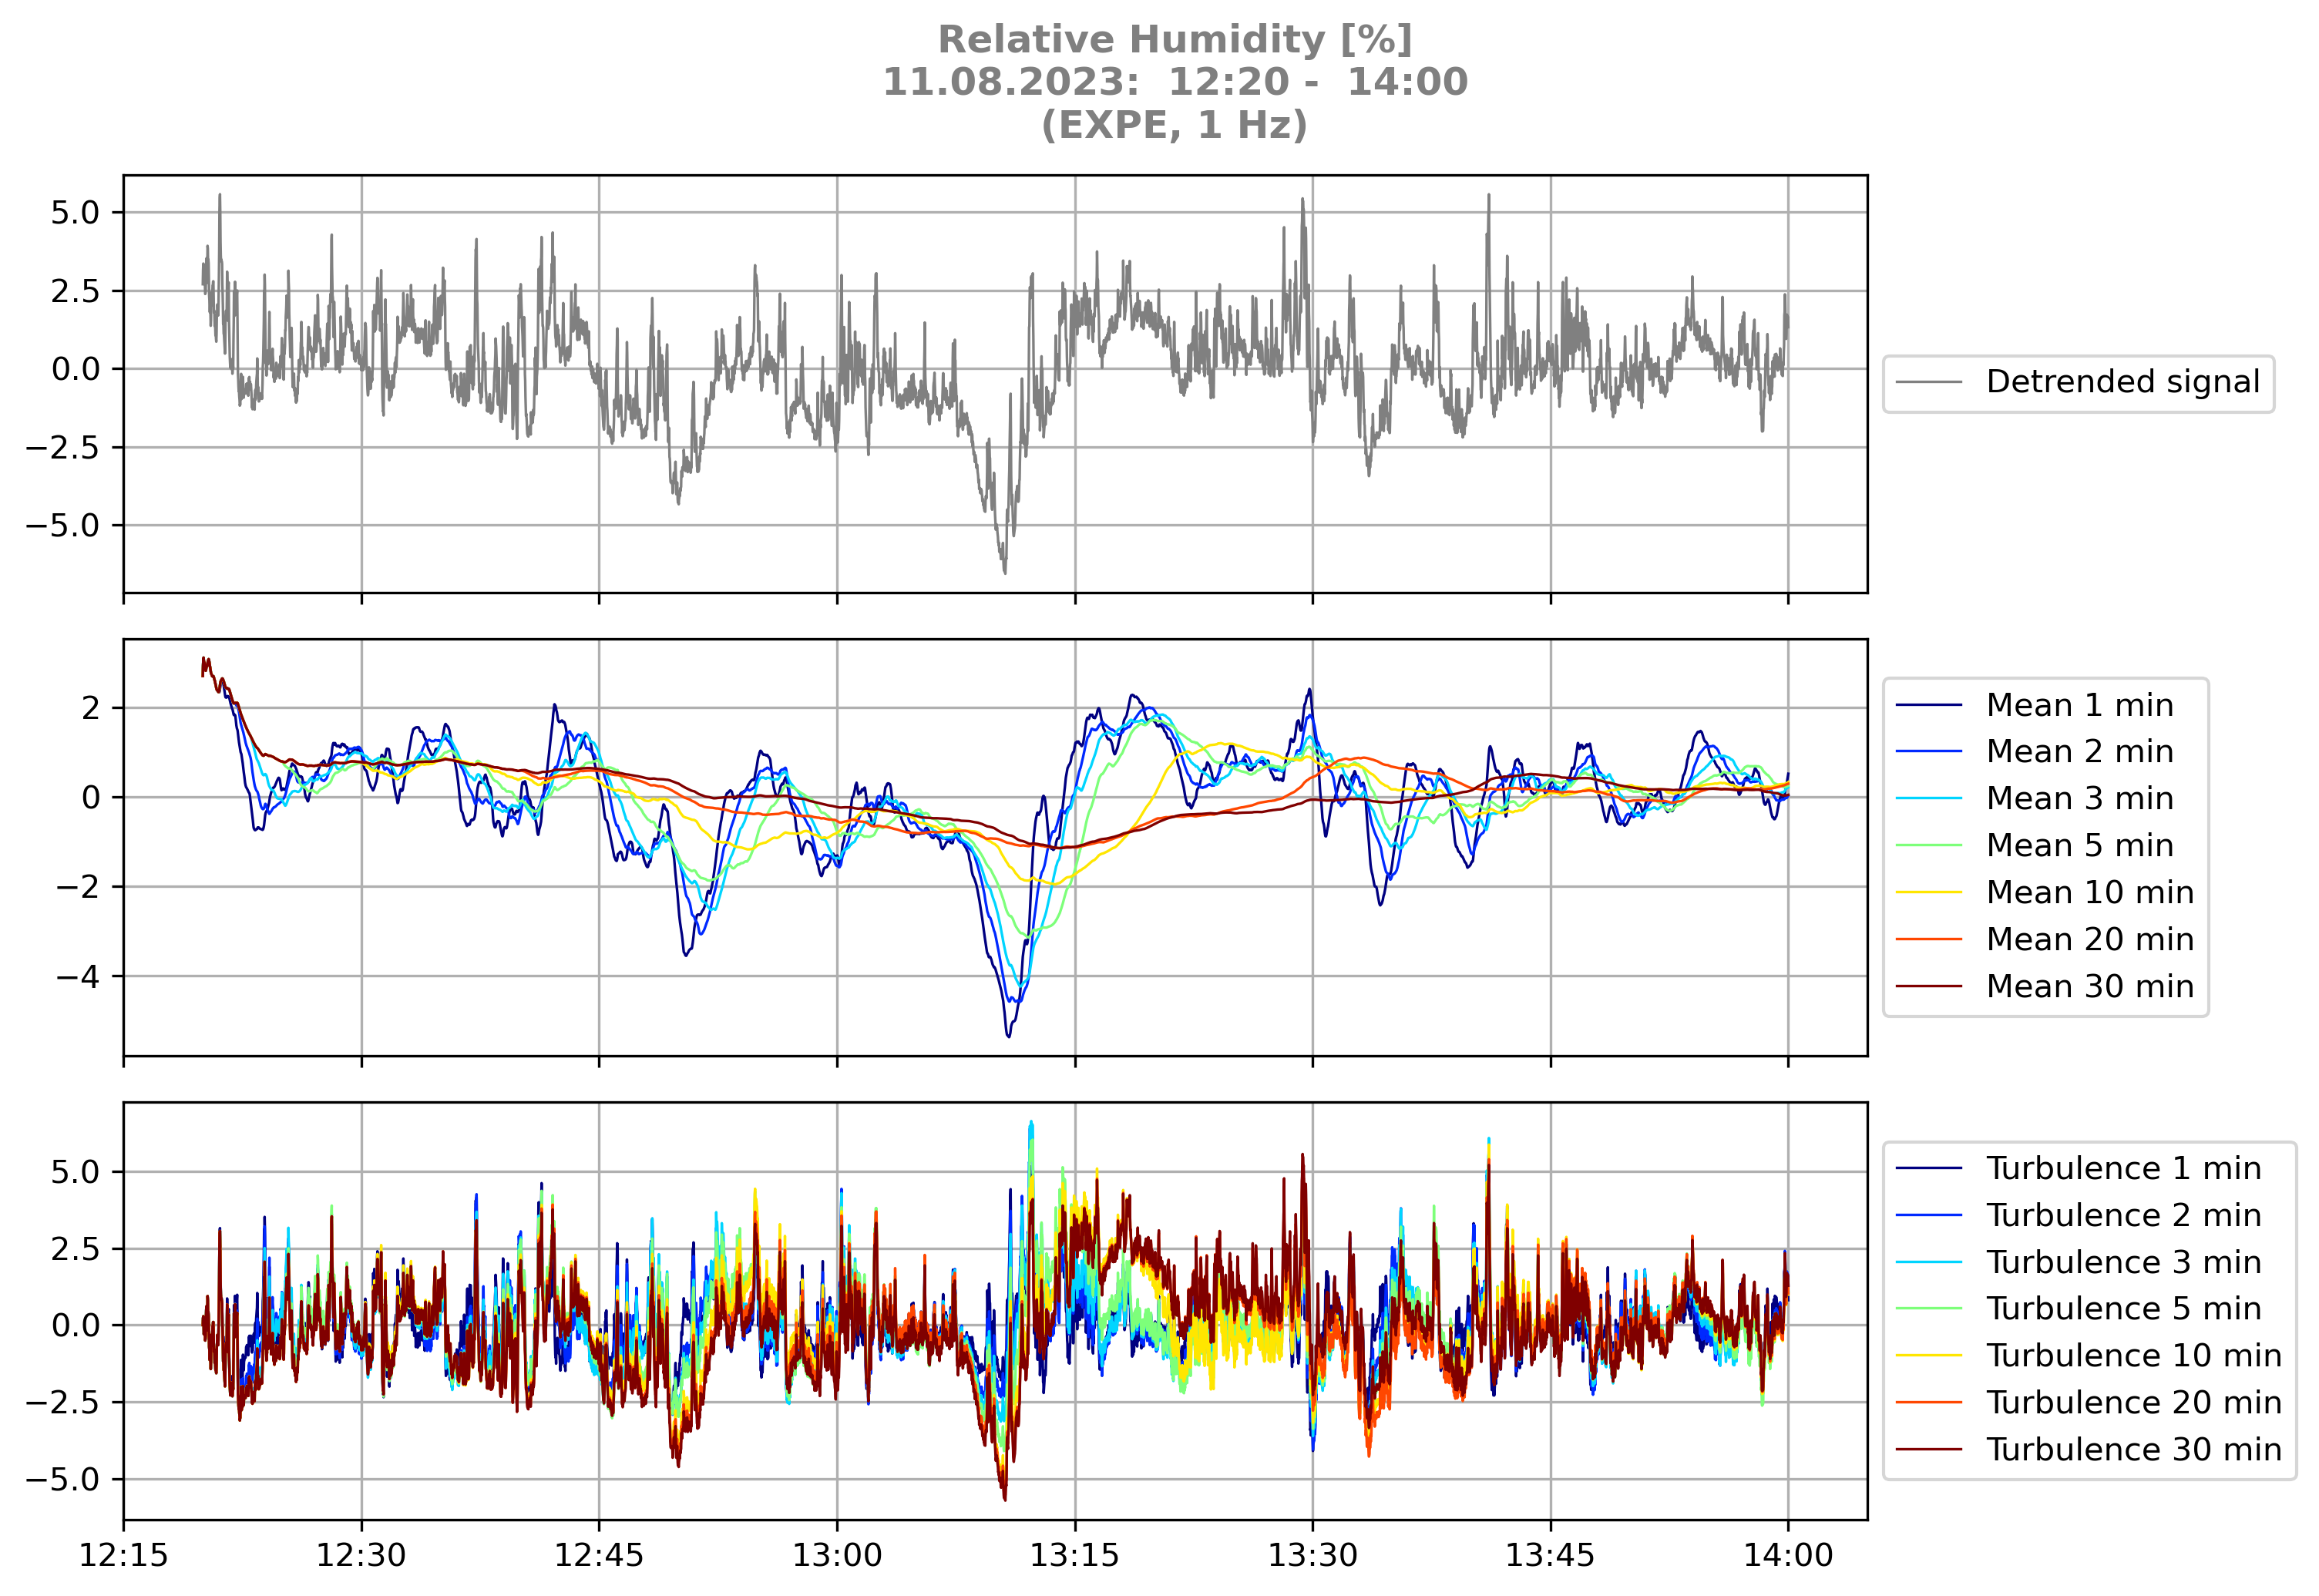 Relative Humidity [%]
11.08.2023:  12:20 -  14:00
(EXPE, 1 Hz)
5.0
2.5
0.0
−2.5
−5.0
Detrended signal
2
0
−2
−4
Mean 1 min
Mean 2 min
Mean 3 min
Mean 5 min
Mean 10 min
Mean 20 min
Mean 30 min
5.0
2.5
0.0
−2.5
−5.0
Turbulence 1 min
Turbulence 2 min
Turbulence 3 min
Turbulence 5 min
Turbulence 10 min
Turbulence 20 min
Turbulence 30 min
12:15 12:30 12:45 13:00 13:15 13:30 13:45 14:00